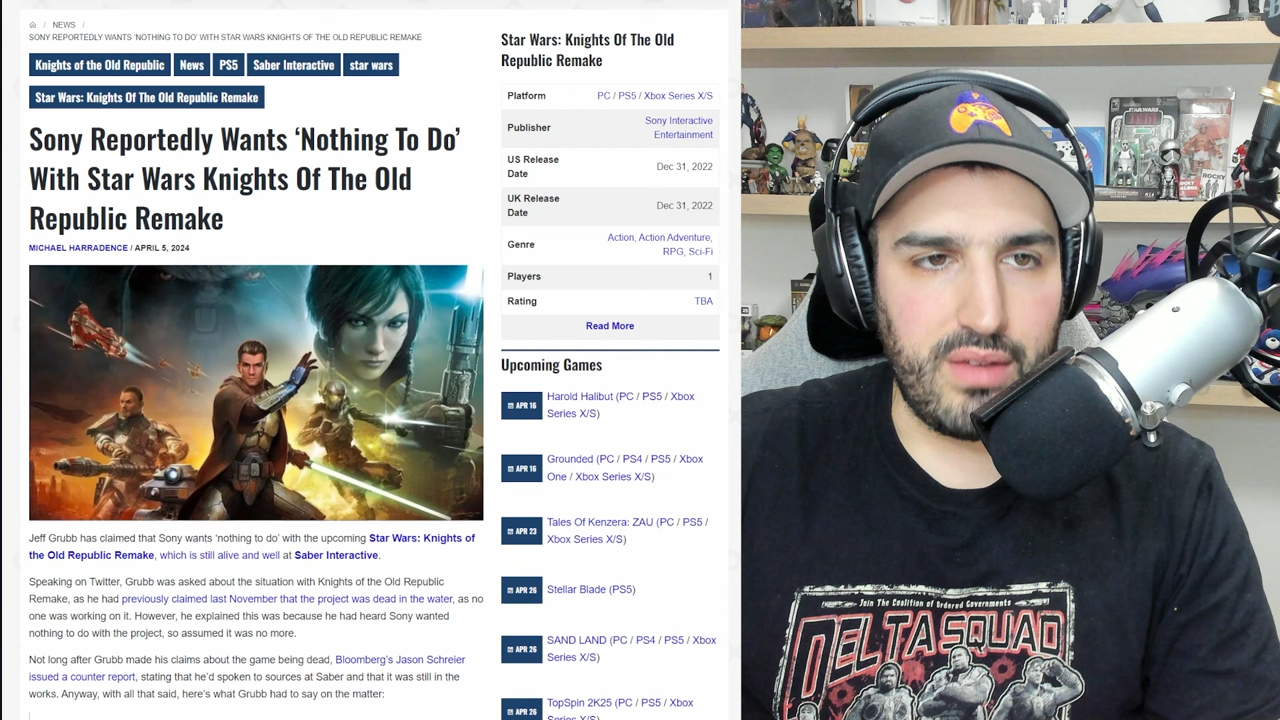 NEWS /
SONY REPORTEDLY WANTS ‘NOTHING TO DO’ WITH STAR WARS KNIGHTS OF THE OLD REPUBLIC REMAKE
Knights of the Old Republic
News
PS5
Saber Interactive
star wars
Star Wars: Knights Of The Old Republic Remake
Sony Reportedly Wants ‘Nothing To Do’
With Star Wars Knights Of The Old
Republic Remake
MICHAEL HARRADENCE / APRIL 5, 2024
Jeff Grubb has claimed that Sony wants ‘nothing to do’ with the upcoming Star Wars: Knights of
the Old Republic Remake, which is still alive and well at Saber Interactive.
Speaking on Twitter, Grubb was asked about the situation with Knights of the Old Republic
Remake, as he had previously claimed last November that the project was dead in the water, as no
one was working on it. However, he explained this was because he had heard Sony wanted
nothing to do with the project, so assumed it was no more.
Not long after Grubb made his claims about the game being dead, Bloomberg’s Jason Schreier
issued a counter report, stating that he’d spoken to sources at Saber and that it was still in the
works. Anyway, with all that said, here’s what Grubb had to say on the matter:
Star Wars: Knights Of The Old
Republic Remake
Platform
PC / PS5 / Xbox Series X/S
Publisher
Sony Interactive
Entertainment
US Release
Date
Dec 31, 2022
UK Release
Date
Dec 31, 2022
Genre
Action, Action Adventure,
RPG, Sci-Fi
Players
1
Rating
TBA
Read More
Upcoming Games
APR 16
Harold Halibut (PC / PS5 / Xbox
Series X/S)
APR 16
Grounded (PC / PS4 / PS5 / Xbox
One / Xbox Series X/S)
APR 23
Tales Of Kenzera: ZAU (PC / PS5 /
Xbox Series X/S)
APR 26
Stellar Blade (PS5)
APR 26
SAND LAND (PC / PS4 / PS5 / Xbox
Series X/S)
APR 26
TopSpin 2K25 (PC / PS5 / Xbox
Series X/S)
STAR WARS
JEDI
ROCKY
ROCKY
Join The Coalition of Ordered Governments
DELTA SQUAD